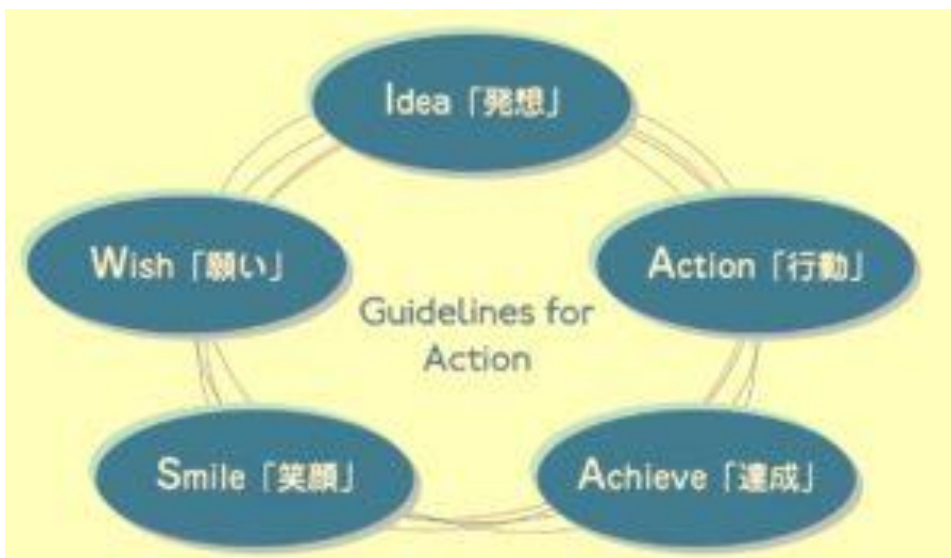 Idea「発想」
Wish「願い」
Action「行動」
Guidelines for
Action
Smile「笑顔」
Achieve「達成」